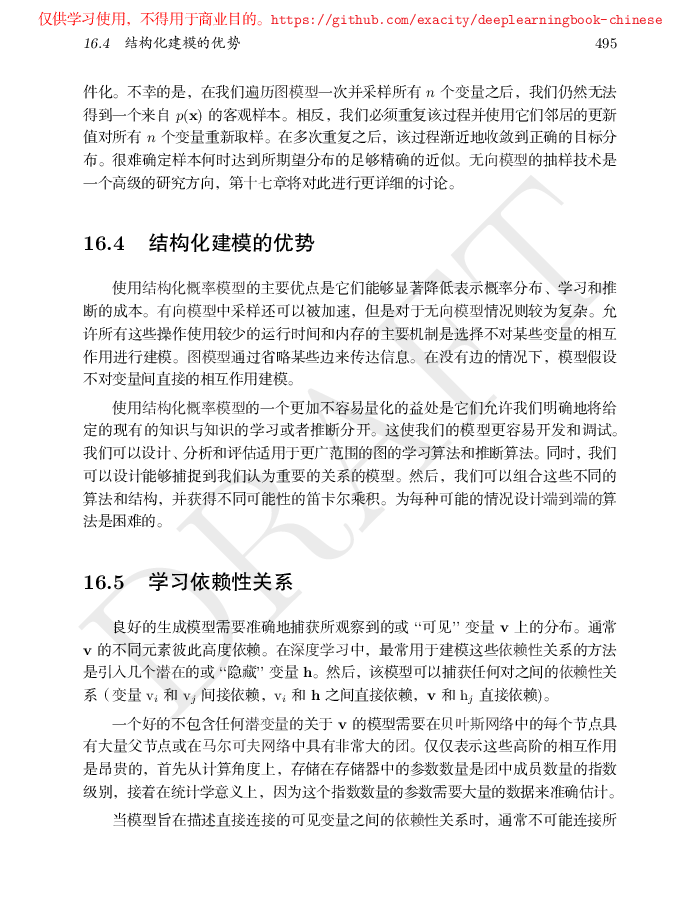 仅供学习使用，不得用于商业目的。https://github.com/exacity/deeplearningbook-chinese
16.4 结构化建模的优势 495
件化。不幸的是，在我们遍历图模型一次并采样所有 n 个变量之后，我们仍然无法
得到一个来自 p(x) 的客观样本。相反，我们必须重复该过程并使用它们邻居的更新
值对所有 n 个变量重新取样。在多次重复之后，该过程渐近地收敛到正确的目标分
布。很难确定样本何时达到所期望分布的足够精确的近似。无向模型的抽样技术是
一个高级的研究方向，第十七章将对此进行更详细的讨论。
16.4 结构化建模的优势
使用结构化概率模型的主要优点是它们能够显著降低表示概率分布、学习和推
断的成本。有向模型中采样还可以被加速，但是对于无向模型情况则较为复杂。允
许所有这些操作使用较少的运行时间和内存的主要机制是选择不对某些变量的相互
作用进行建模。图模型通过省略某些边来传达信息。在没有边的情况下，模型假设
不对变量间直接的相互作用建模。
使用结构化概率模型的一个更加不容易量化的益处是它们允许我们明确地将给
定的现有的知识与知识的学习或者推断分开。这使我们的模型更容易开发和调试。
我们可以设计、分析和评估适用于更广范围的图的学习算法和推断算法。同时，我们
可以设计能够捕捉到我们认为重要的关系的模型。然后，我们可以组合这些不同的
算法和结构，并获得不同可能性的笛卡尔乘积。为每种可能的情况设计端到端的算
法是困难的。
16.5 学习依赖性关系
良好的生成模型需要准确地捕获所观察到的或 “可见” 变量 v 上的分布。通常
v 的不同元素彼此高度依赖。在深度学习中，最常用于建模这些依赖性关系的方法
是引入几个潜在的或 “隐藏” 变量 h。然后，该模型可以捕获任何对之间的依赖性关
系（变量 vi 和 vj 间接依赖，vi 和 h 之间直接依赖，v 和 hj 直接依赖)。
一个好的不包含任何潜变量的关于 v 的模型需要在贝叶斯网络中的每个节点具
有大量父节点或在马尔可夫网络中具有非常大的团。仅仅表示这些高阶的相互作用
是昂贵的，首先从计算角度上，存储在存储器中的参数数量是团中成员数量的指数
级别，接着在统计学意义上，因为这个指数数量的参数需要大量的数据来准确估计。
当模型旨在描述直接连接的可见变量之间的依赖性关系时，通常不可能连接所
DRAFT